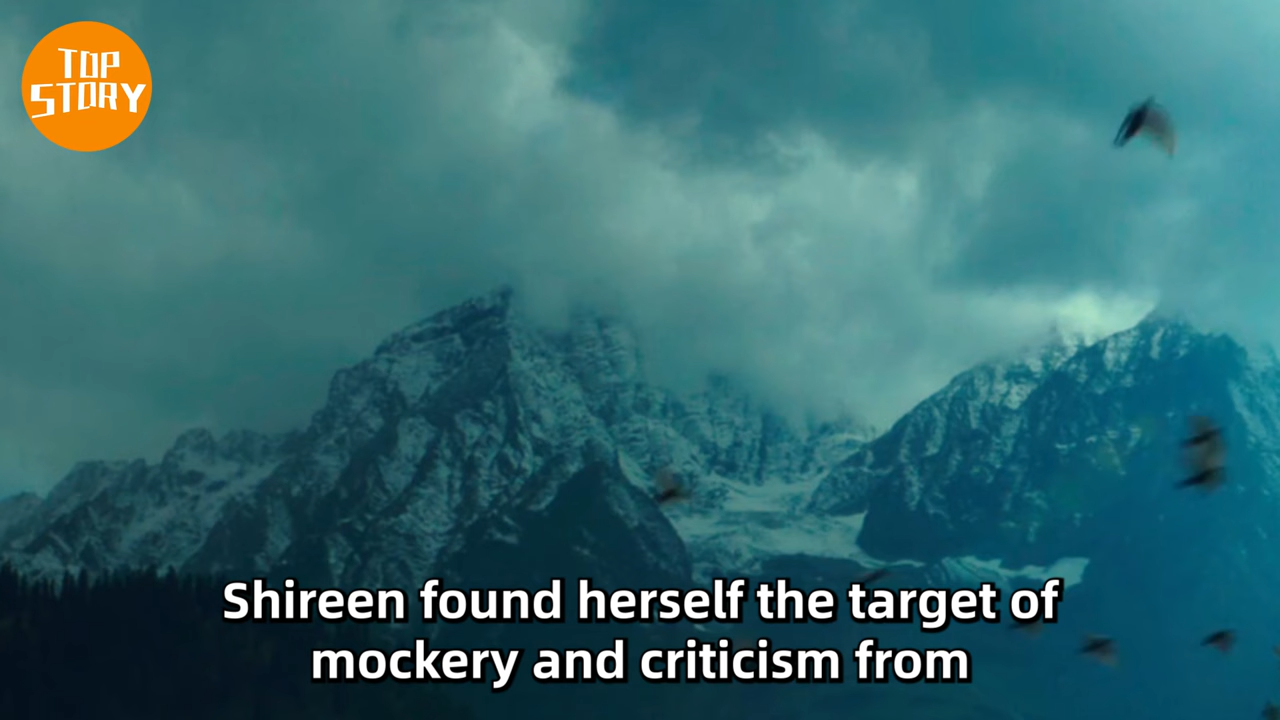 TOP
STORY
Shireen found herself the target of
mockery and criticism from